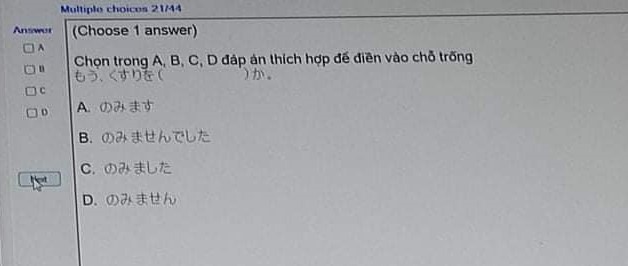 Multiple choices 21/44
Answer
(Choose 1 answer)
A
B
C
D
Chọn trong A, B, C, D đáp án thích hợp để điền vào chỗ trống
もう、くすりを( )か。
A. のみます
B. のみませんでした
C. のみました
D. のみません
Next